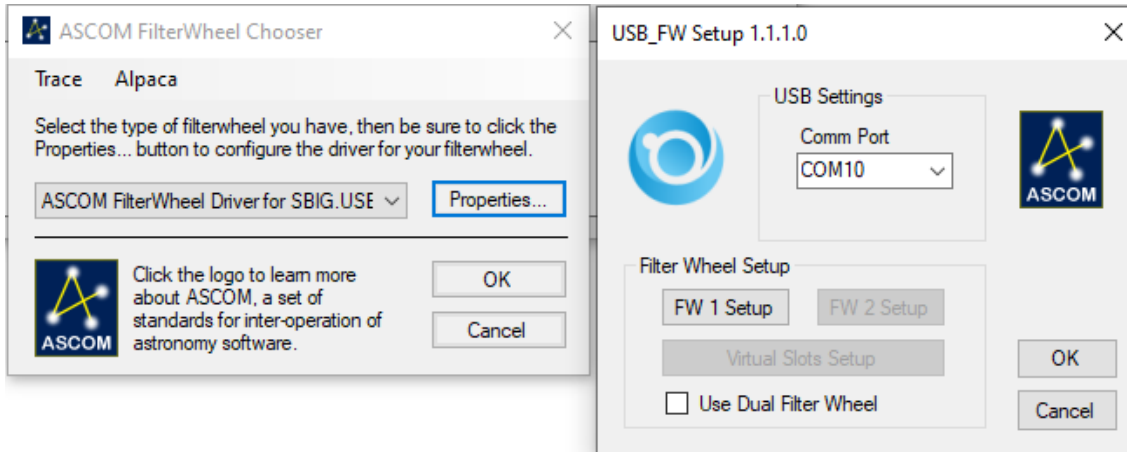 ASCOM FilterWheel Chooser
Trace Alpaca
Select the type of filterwheel you have, then be sure to click the
Properties... button to configure the driver for your filterwheel.
ASCOM FilterWheel Driver for SBIG.USE
Properties...
ASCOM
Click the logo to learn more
about ASCOM, a set of
standards for inter-operation of
astronomy software.
OK
Cancel
USB_FW Setup 1.1.1.0
USB Settings
Comm Port
COM10
ASCOM
Filter Wheel Setup
FW 1 Setup FW 2 Setup
Virtual Slots Setup
Use Dual Filter Wheel
OK
Cancel